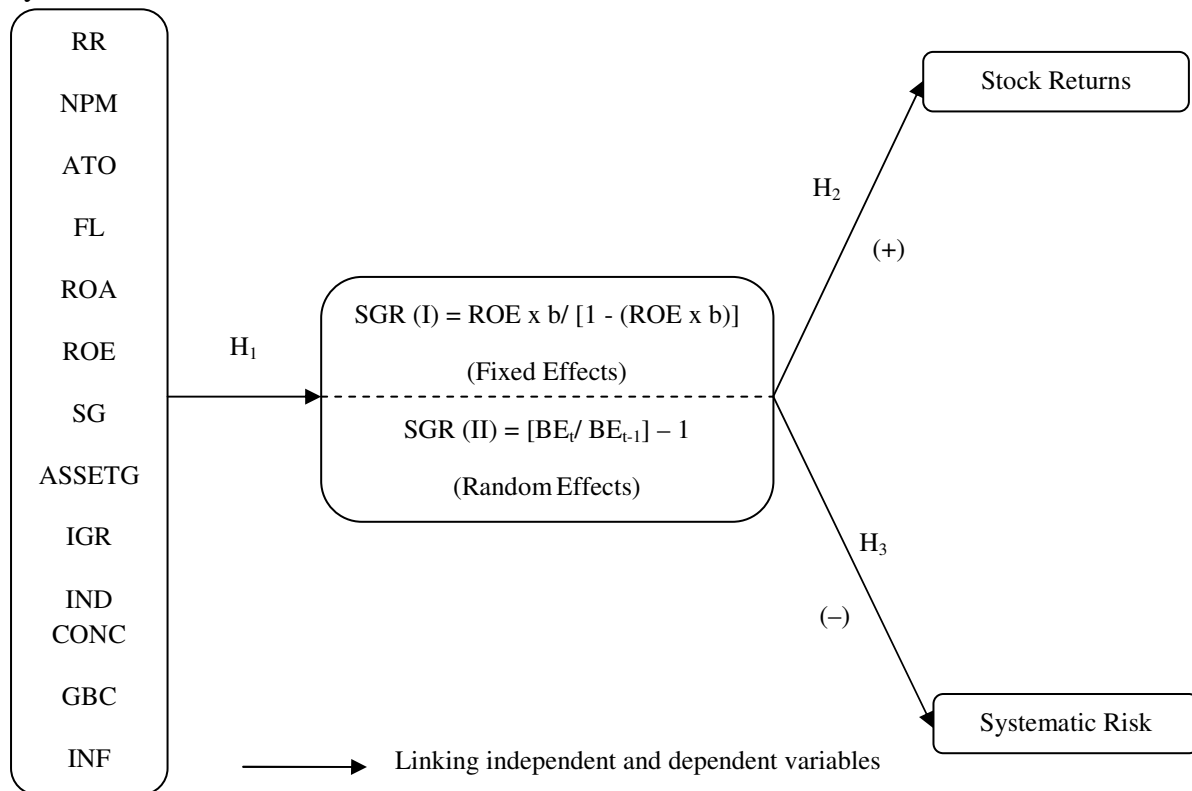 RR
NPM
ATO
FL
ROA
ROE
SG
ASSETG
IGR
IND
CONC
GBC
INF
H₁
SGR (I) = ROE x b/ [1 - (ROE x b)]
(Fixed Effects)
SGR (II) = [BEₜ/ BEₜ₋₁] – 1
(Random Effects)
H₂
(+)
Stock Returns
H₃
(–)
Systematic Risk
Linking independent and dependent variables